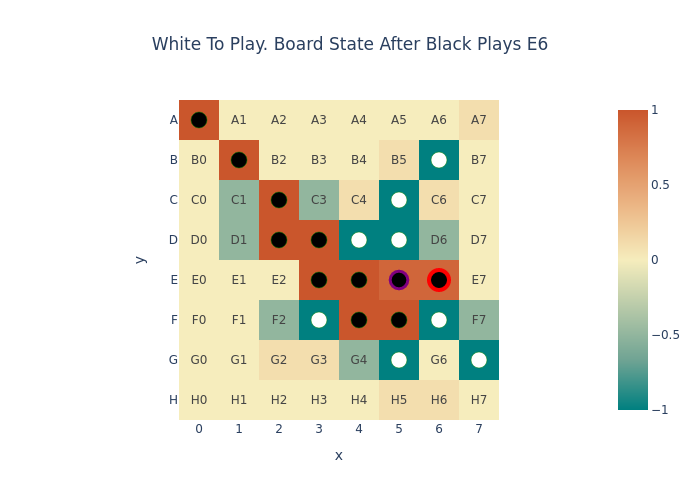 White To Play. Board State After Black Plays E6
A A1 A2 A3 A4 A5 A6 A7
B B0 B2 B3 B4 B5 B7
C C0 C1 C3 C4 C6 C7
D D0 D1 D6 D7
E E0 E1 E2 E7
F F0 F1 F2 F7
G G0 G1 G2 G3 G4 G6
H H0 H1 H2 H3 H4 H5 H6 H7
0 1 2 3 4 5 6 7
x
y
1
0.5
0
−0.5
−1